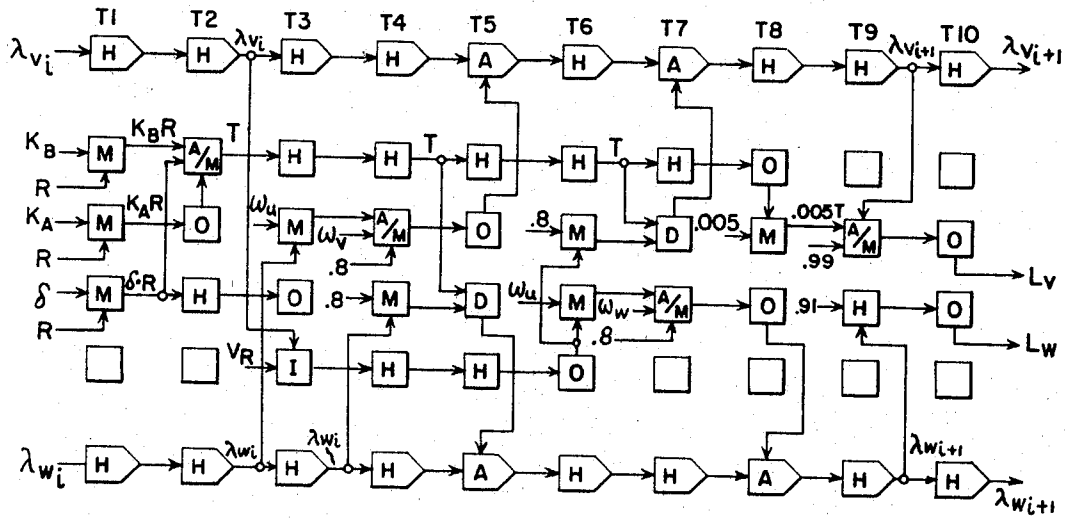 T1 T2 T3 T4 T5 T6 T7 T8 T9 T10
λvi H H λvi H H A H A H H λvi+1 H λvi+1
KB M KBR A/M T H H T H H T H O
R
KA M KAR O ωu M ωv A/M O .8 M D .005 M .005T A/M O
R .8 .99 LV
δ M δ·R H O .8 M D ωu M ωw A/M O .91 H O
R .8 LW
VR I H H O
λwi H H λwi H λwi H A H H A H λwi+1 H λwi+1